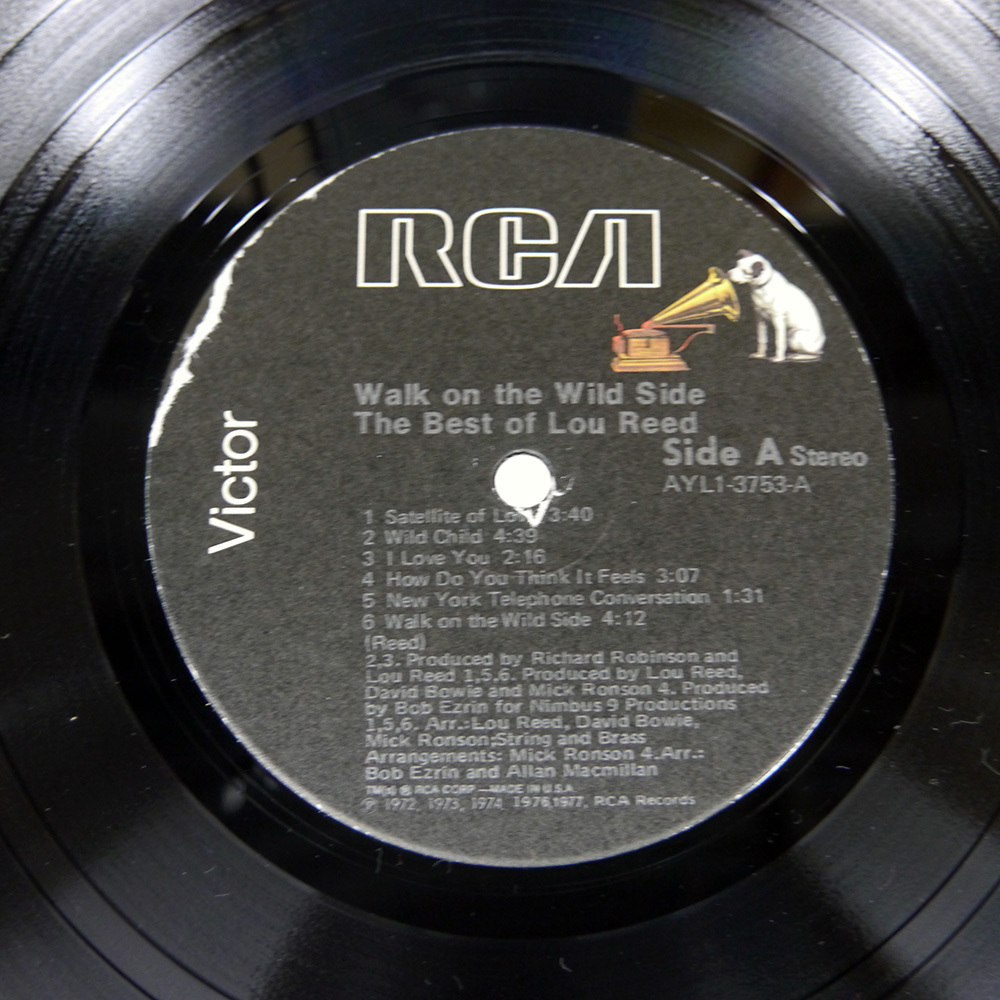 RCA
Victor
Walk on the Wild Side
The Best of Lou Reed
Side A Stereo
AYL1-3753-A
1 Satellite of 3:40
2 Wild Child 4:39
3 I Love You 2:16
4 How Do You Think It Feels 3:07
5 New York Telephone Conversation 1:31
6 Walk on the Wild Side 4:12
(Reed)
2,3. Produced by Richard Robinson and
Lou Reed 1,5,6. Produced by Lou Reed,
David Bowie and Mick Ronson 4. Produced
by Bob Ezrin for Nimbus 9 Productions
1,5,6. Arr.:Lou Reed, David Bowie,
Mick Ronson;String and Brass
Arrangements: Mick Ronson 4.Arr.:
Bob Ezrin and Allan Macmillan
TM(s) ® RCA CORP.—MADE IN U.S.A.
℗ 1972, 1973, 1974 1976,1977, RCA Records